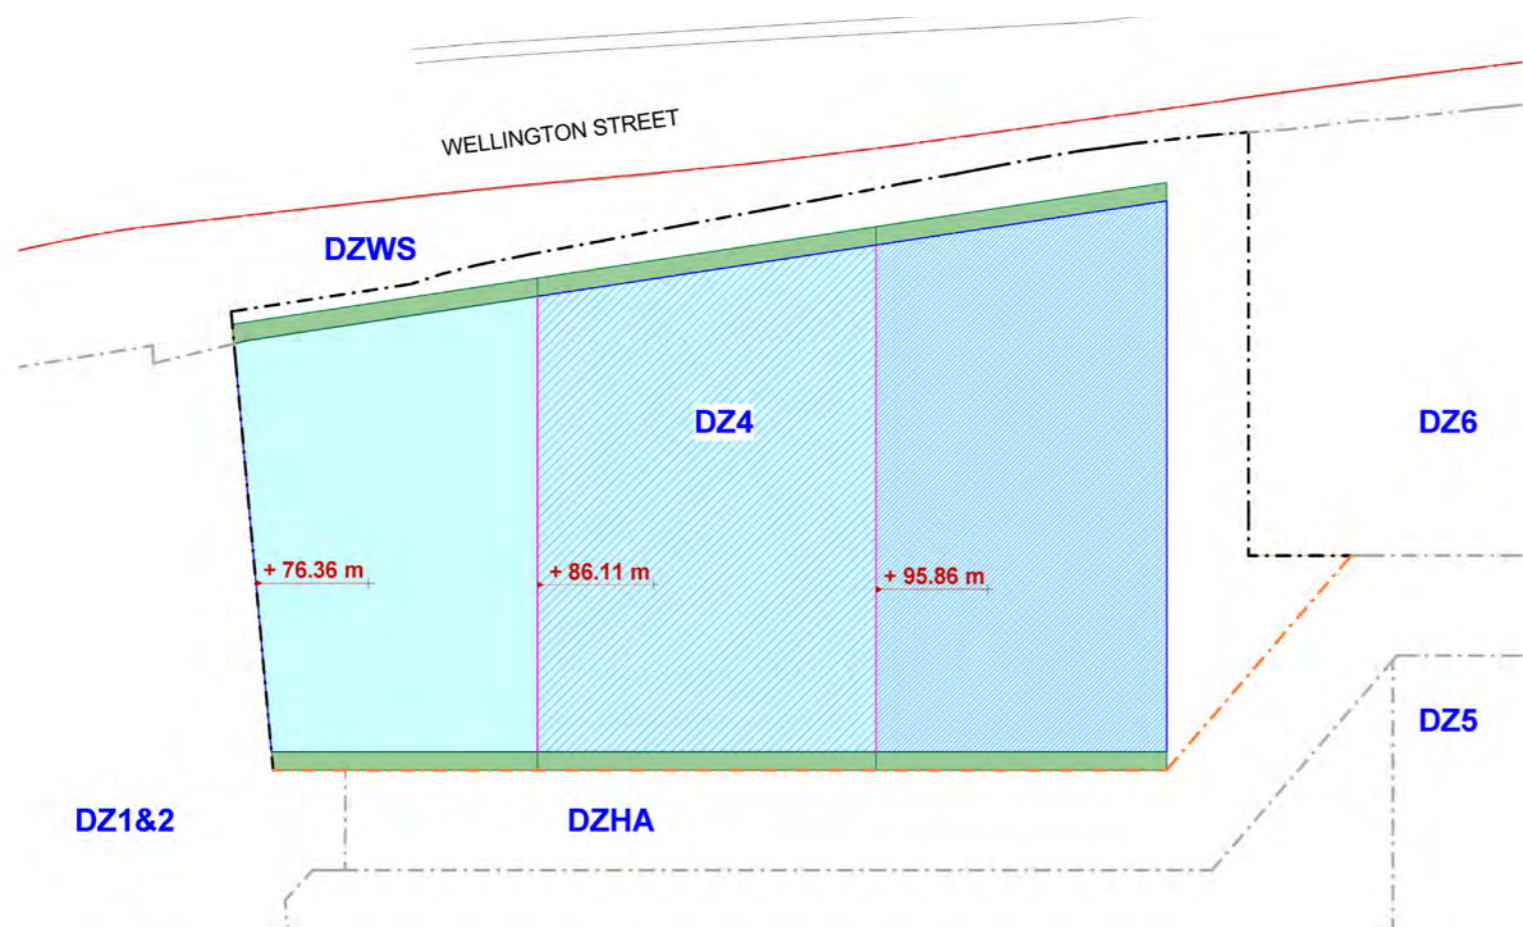 WELLINGTON STREET
DZWS
DZ4
DZ6
+ 76.36 m
+ 86.11 m
+ 95.86 m
DZ5
DZ1&2
DZHA